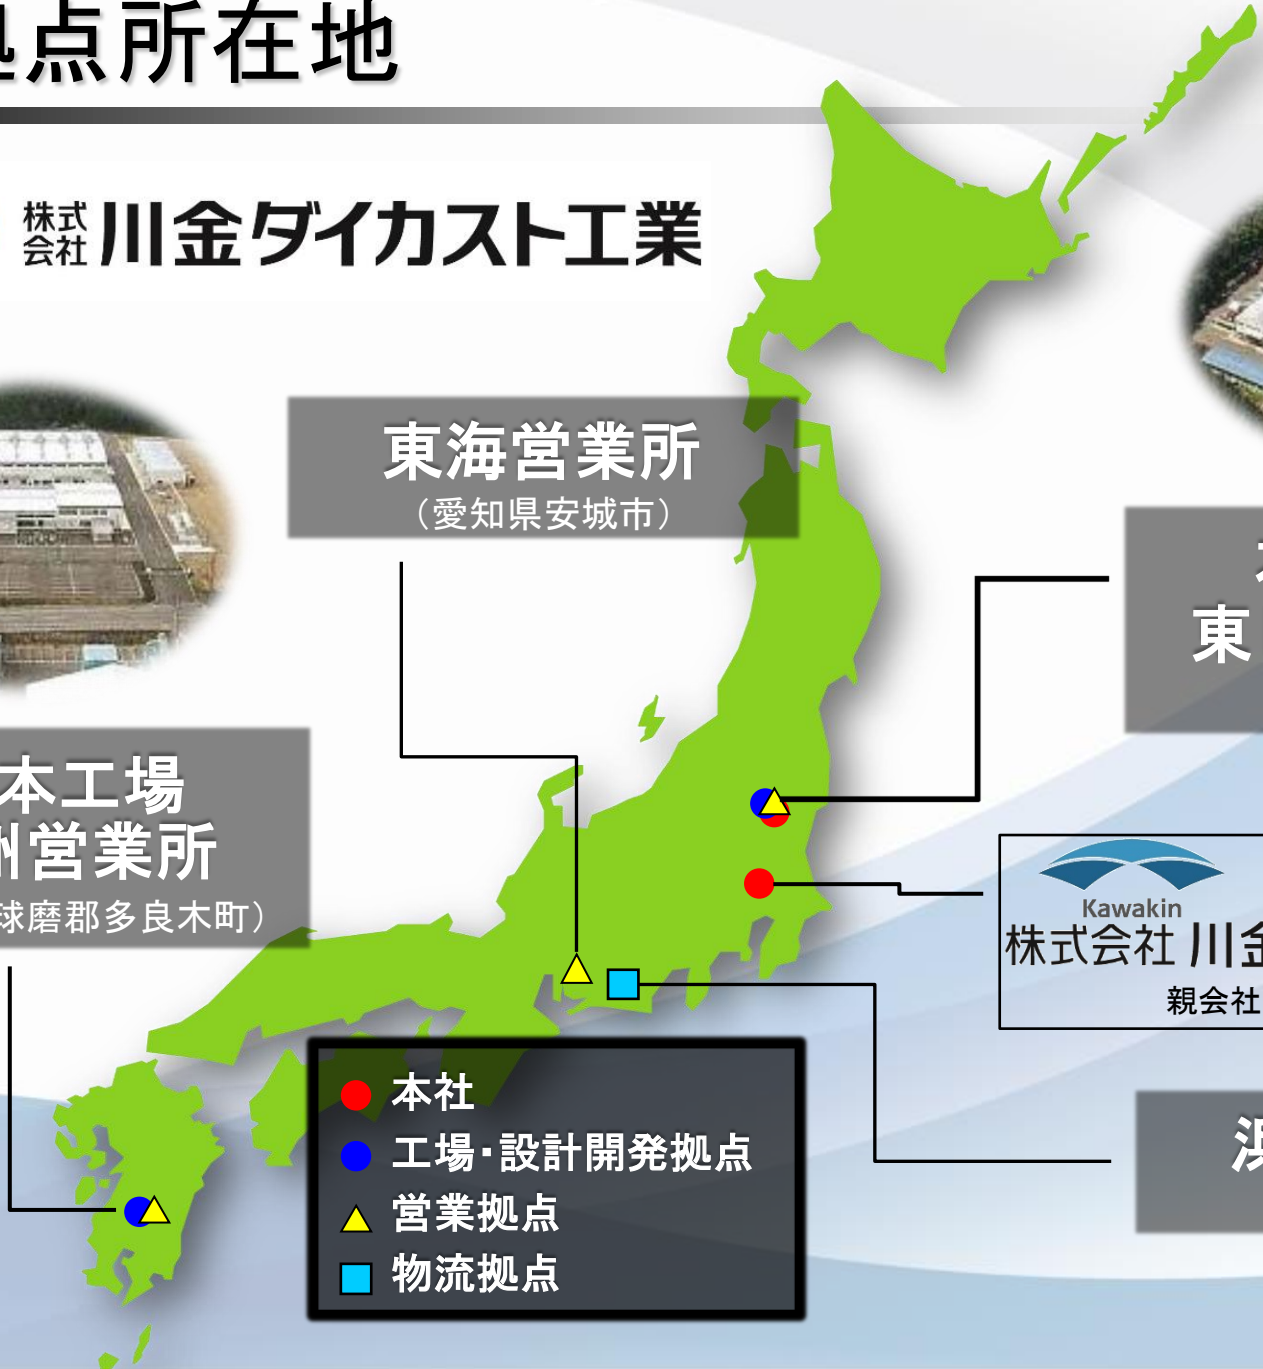 拠点所在地
株式会社 川金ダイカスト工業
東海営業所
（愛知県安城市）
東
本工場
州営業所
球磨郡多良木町）
Kawakin
株式会社 川金
親会社
本社
工場・設計開発拠点
営業拠点
物流拠点
浜